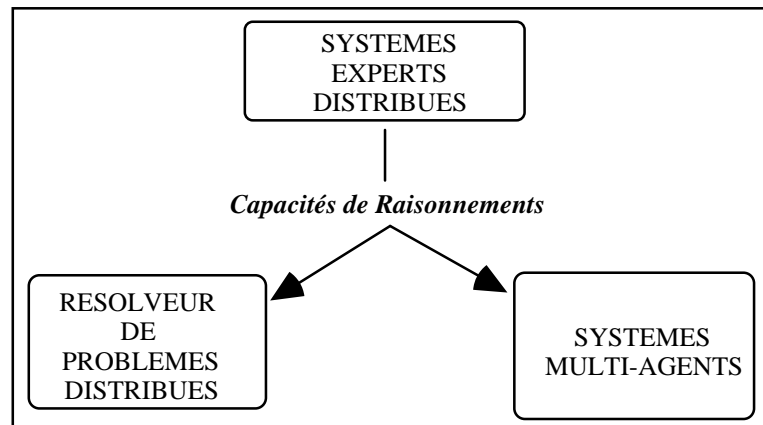 SYSTEMES
EXPERTS
DISTRIBUES
Capacités de Raisonnements
RESOLVEUR
DE
PROBLEMES
DISTRIBUES
SYSTEMES
MULTI-AGENTS